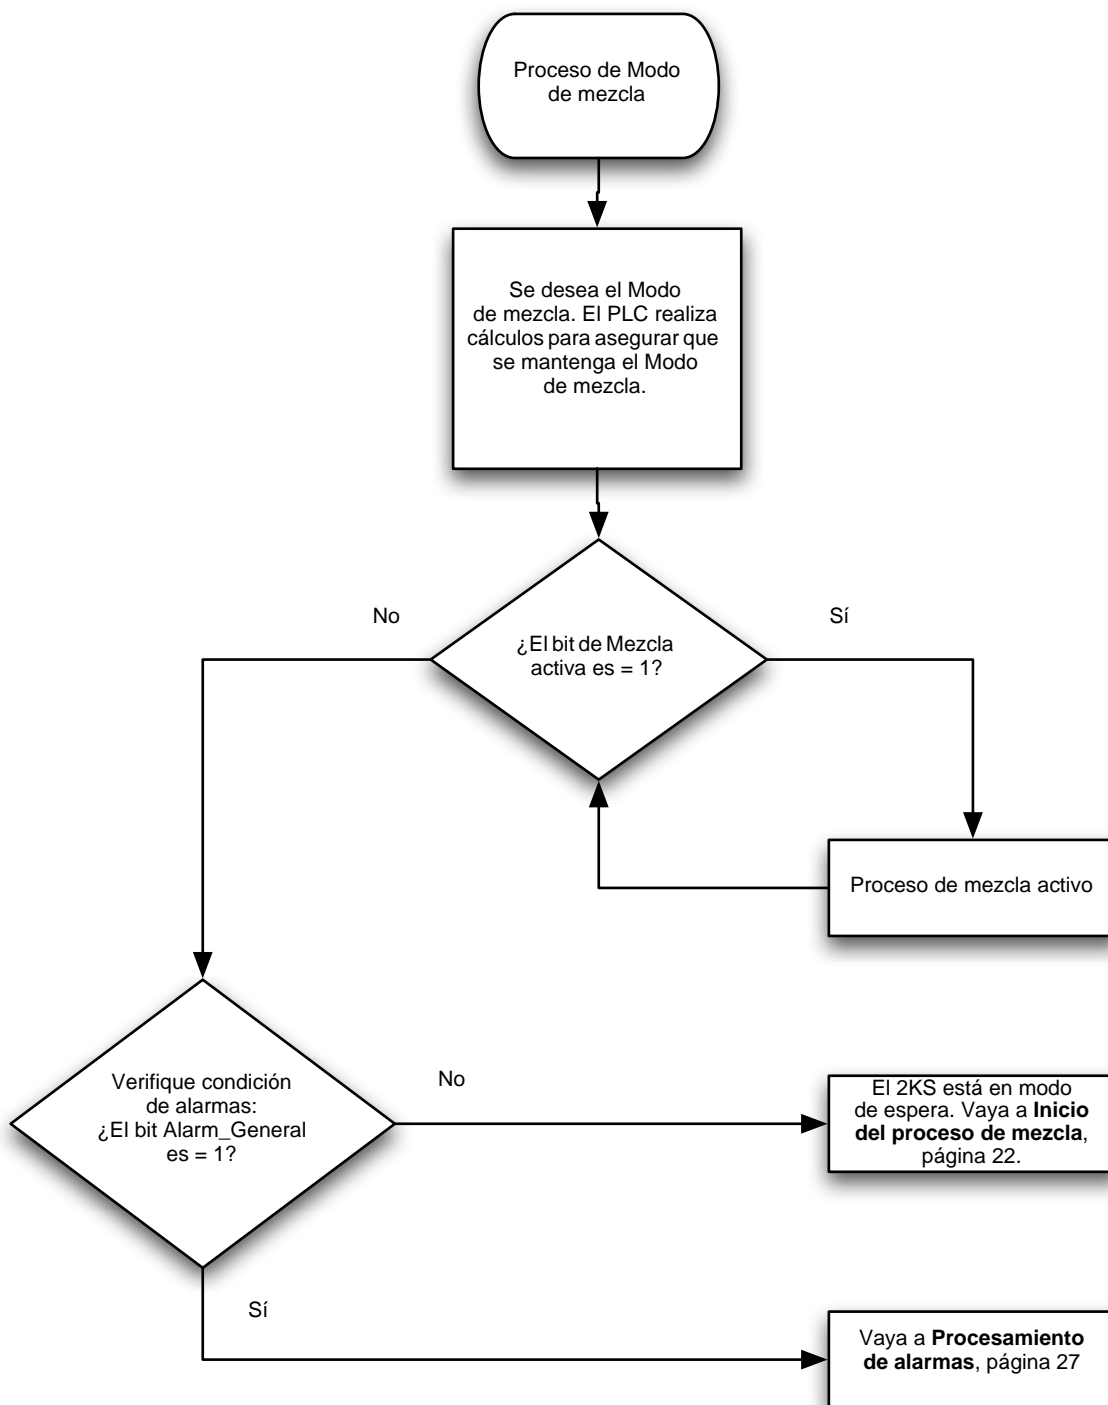 Proceso de Modo
de mezcla
Se desea el Modo
de mezcla. El PLC realiza
cálculos para asegurar que
se mantenga el Modo
de mezcla.
No
Sí
¿El bit de Mezcla
activa es = 1?
Proceso de mezcla activo
Verifique condición
de alarmas:
¿El bit Alarm_General
es = 1?
No
El 2KS está en modo
de espera. Vaya a Inicio
del proceso de mezcla,
página 22.
Sí
Vaya a Procesamiento
de alarmas, página 27